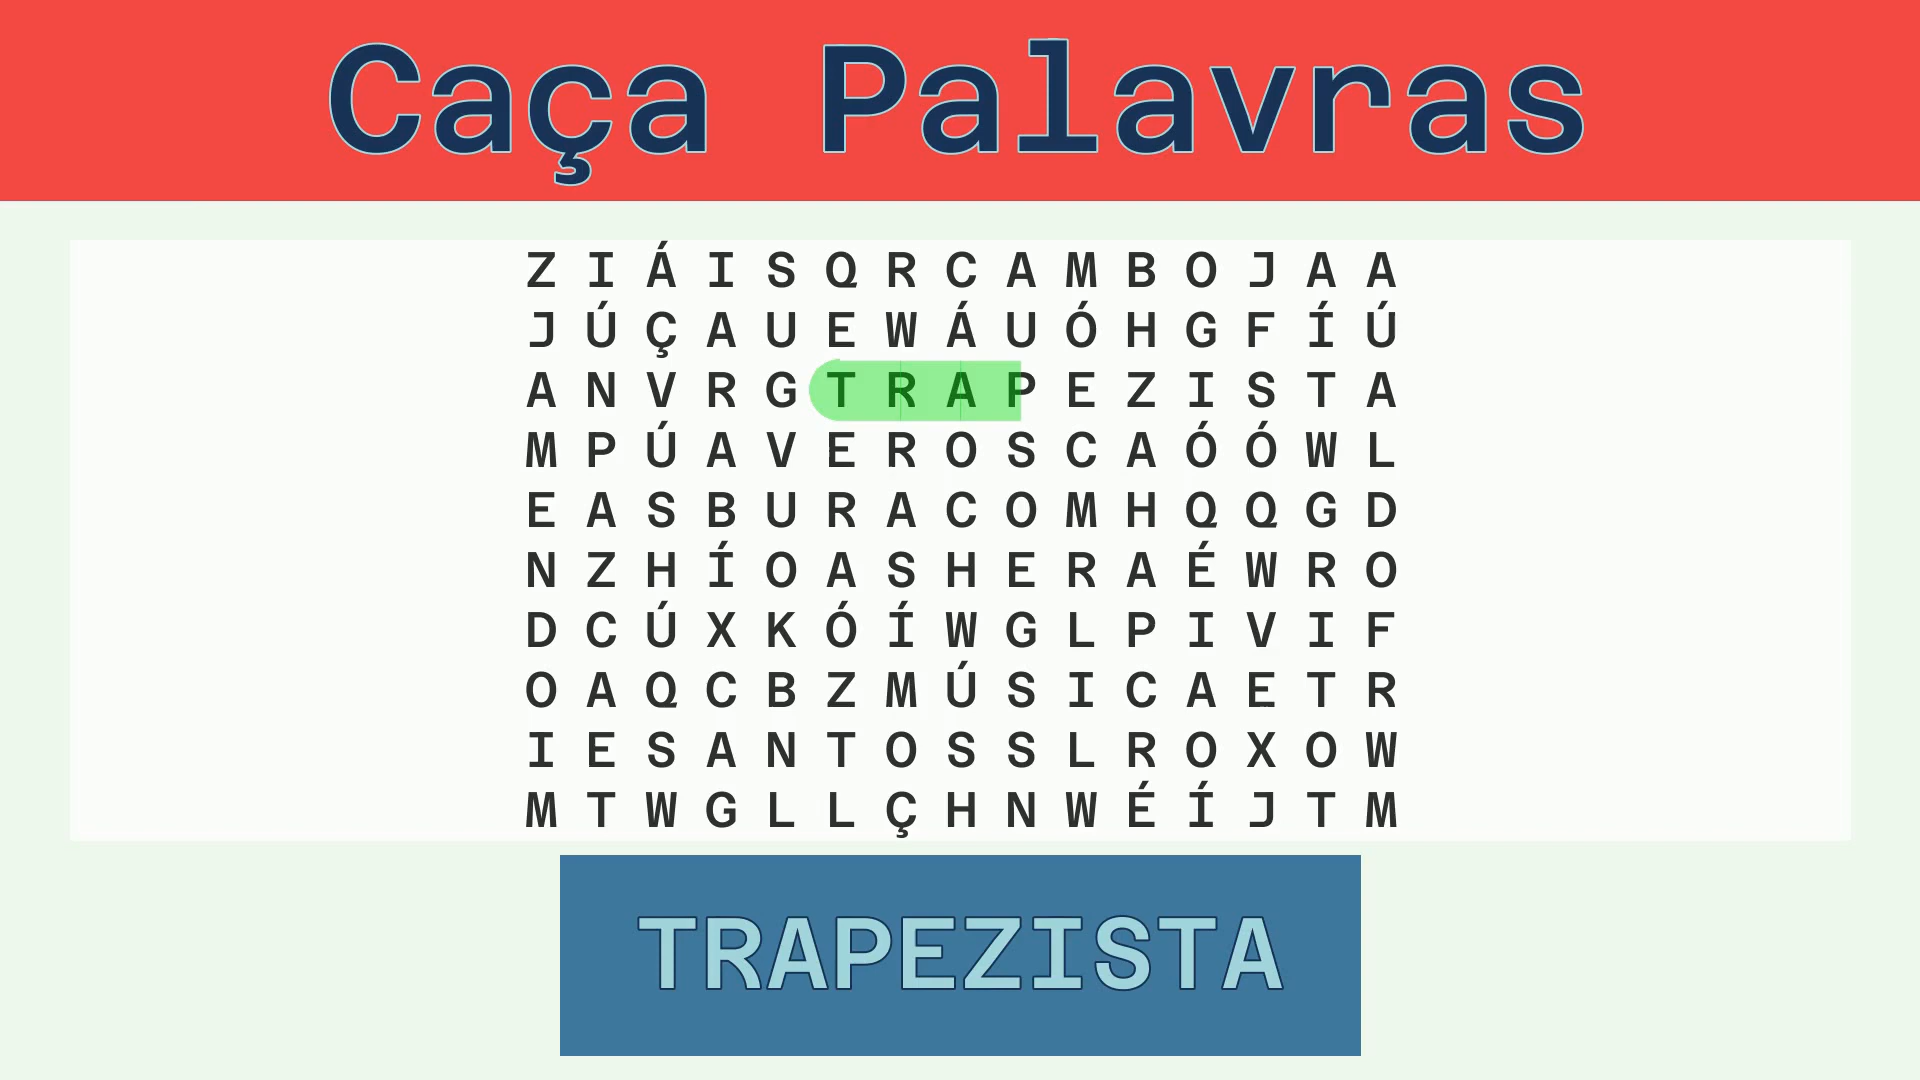 Caça Palavras
Z I Á I S Q R C A M B O J A A
J Ú Ç A U E W Á U Ó H G F Í Ú
A N V R G T R A P E Z I S T A
M P Ú A V E R O S C A Ó Ó W L
E A S B U R A C O M H Q Q G D
N Z H Í O A S H E R A É W R O
D C Ú X K Ó Í W G L P I V I F
O A Q C B Z M Ú S I C A E T R
I E S A N T O S S L R O X O W
M T W G L L Ç H N W É Í J T M
TRAPEZISTA